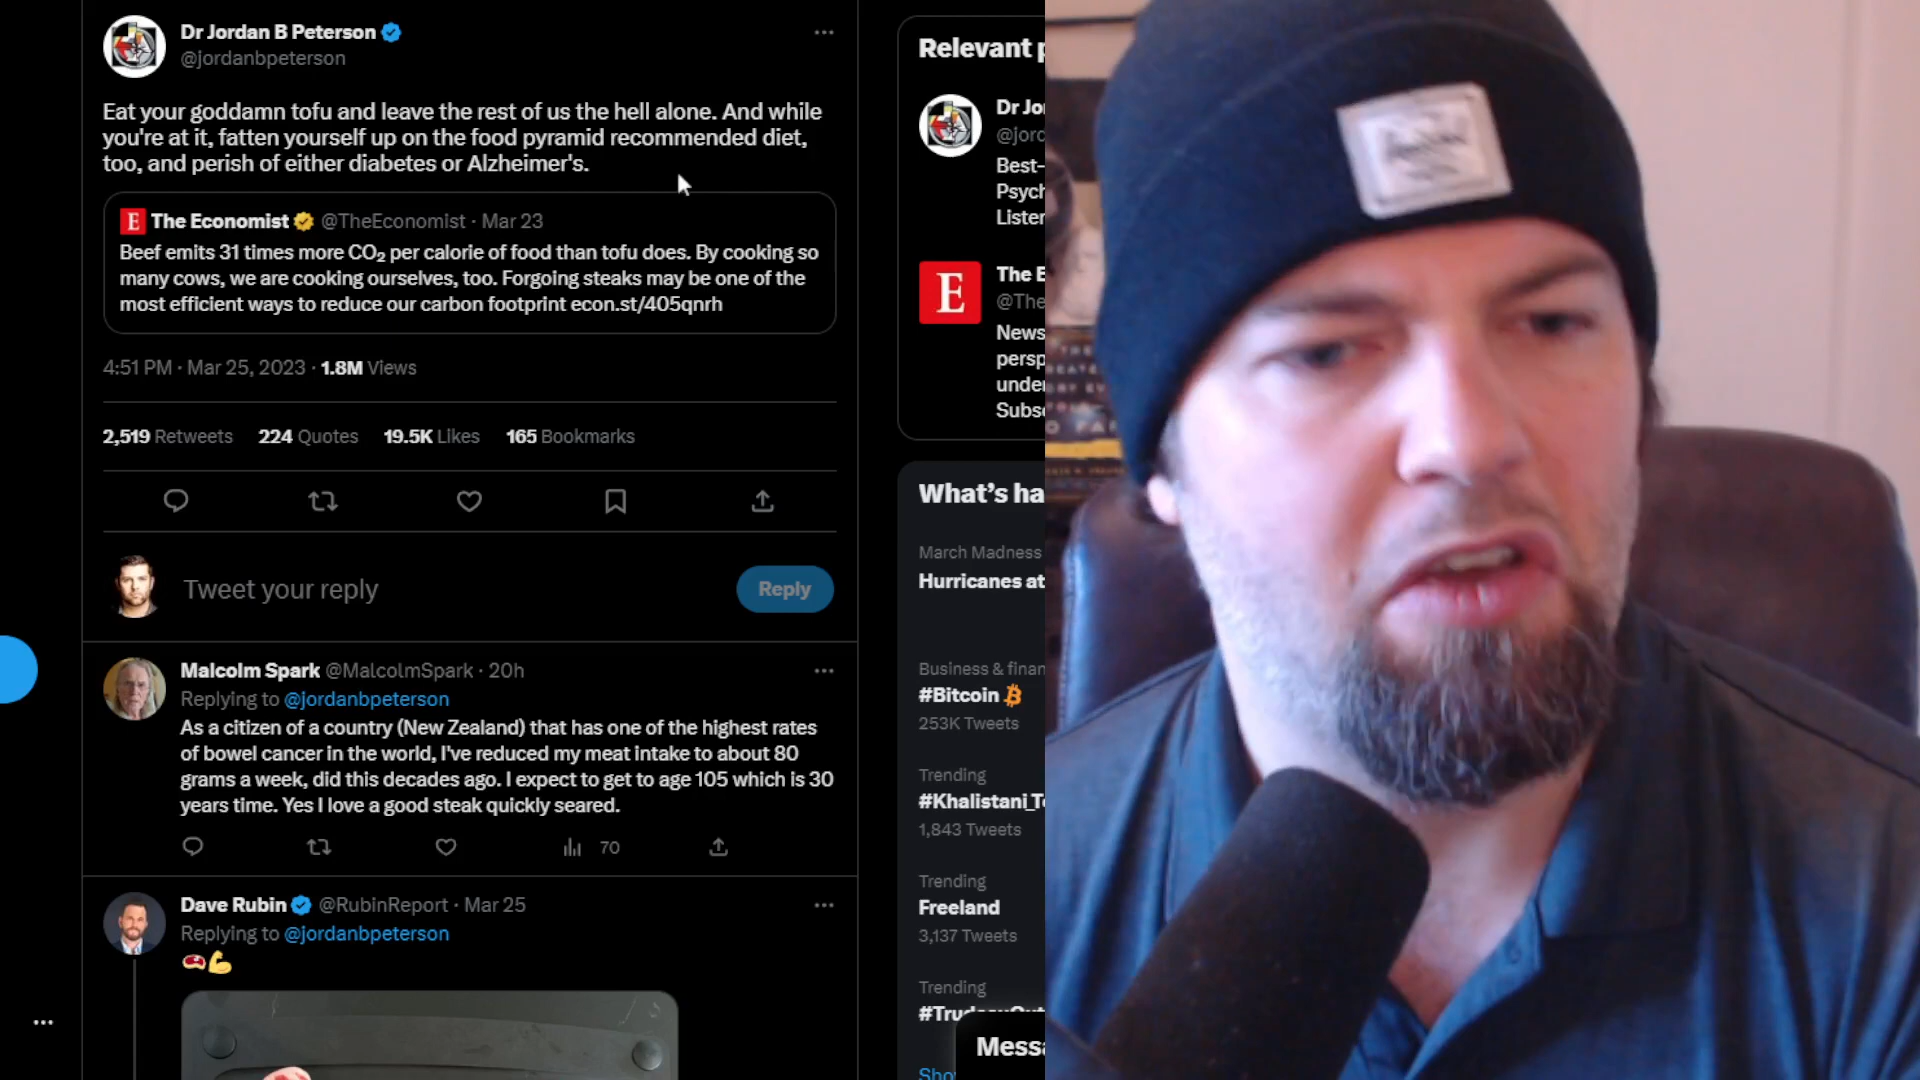 Dr Jordan B Peterson
@jordanbpeterson
Eat your goddamn tofu and leave the rest of us the hell alone. And while
you're at it, fatten yourself up on the food pyramid recommended diet,
too, and perish of either diabetes or Alzheimer's.
E The Economist @TheEconomist · Mar 23
Beef emits 31 times more CO₂ per calorie of food than tofu does. By cooking so
many cows, we are cooking ourselves, too. Forgoing steaks may be one of the
most efficient ways to reduce our carbon footprint econ.st/405qnrh
4:51 PM · Mar 25, 2023 · 1.8M Views
2,519 Retweets 224 Quotes 19.5K Likes 165 Bookmarks
Tweet your reply
Reply
Malcolm Spark @MalcolmSpark · 20h
Replying to @jordanbpeterson
As a citizen of a country (New Zealand) that has one of the highest rates
of bowel cancer in the world, I've reduced my meat intake to about 80
grams a week, did this decades ago. I expect to get to age 105 which is 30
years time. Yes I love a good steak quickly seared.
70
Dave Rubin @RubinReport · Mar 25
Replying to @jordanbpeterson
Relevant p
Dr Jo
@jord
Best-
Psych
Listen
E
The E
@The
News
persp
unde
Subs
What's ha
March Madness
Hurricanes at
Business & finan
#Bitcoin
253K Tweets
Trending
#Khalistani_T
1,843 Tweets
Trending
Freeland
3,137 Tweets
Trending
Messa
Sho